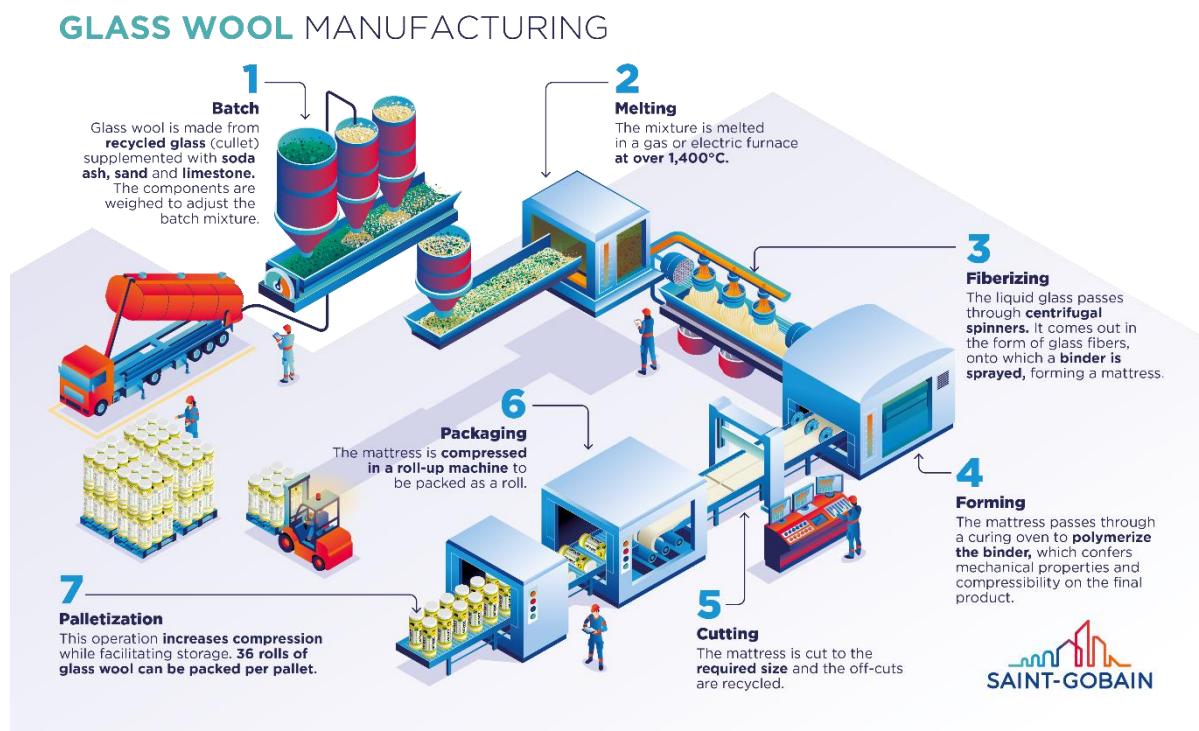 GLASS WOOL MANUFACTURING
1
Batch
Glass wool is made from
recycled glass (cullet)
supplemented with soda
ash, sand and limestone.
The components are
weighed to adjust the
batch mixture.
2
Melting
The mixture is melted
in a gas or electric furnace
at over 1,400°C.
3
Fiberizing
The liquid glass passes
through centrifugal
spinners. It comes out in
the form of glass fibers,
onto which a binder is
sprayed, forming a mattress.
4
Forming
The mattress passes through
a curing oven to polymerize
the binder, which confers
mechanical properties and
compressibility on the final
product.
5
Cutting
The mattress is cut to the
required size and the off-cuts
are recycled.
6
Packaging
The mattress is compressed
in a roll-up machine to
be packed as a roll.
7
Palletization
This operation increases compression
while facilitating storage. 36 rolls of
glass wool can be packed per pallet.
SAINT-GOBAIN